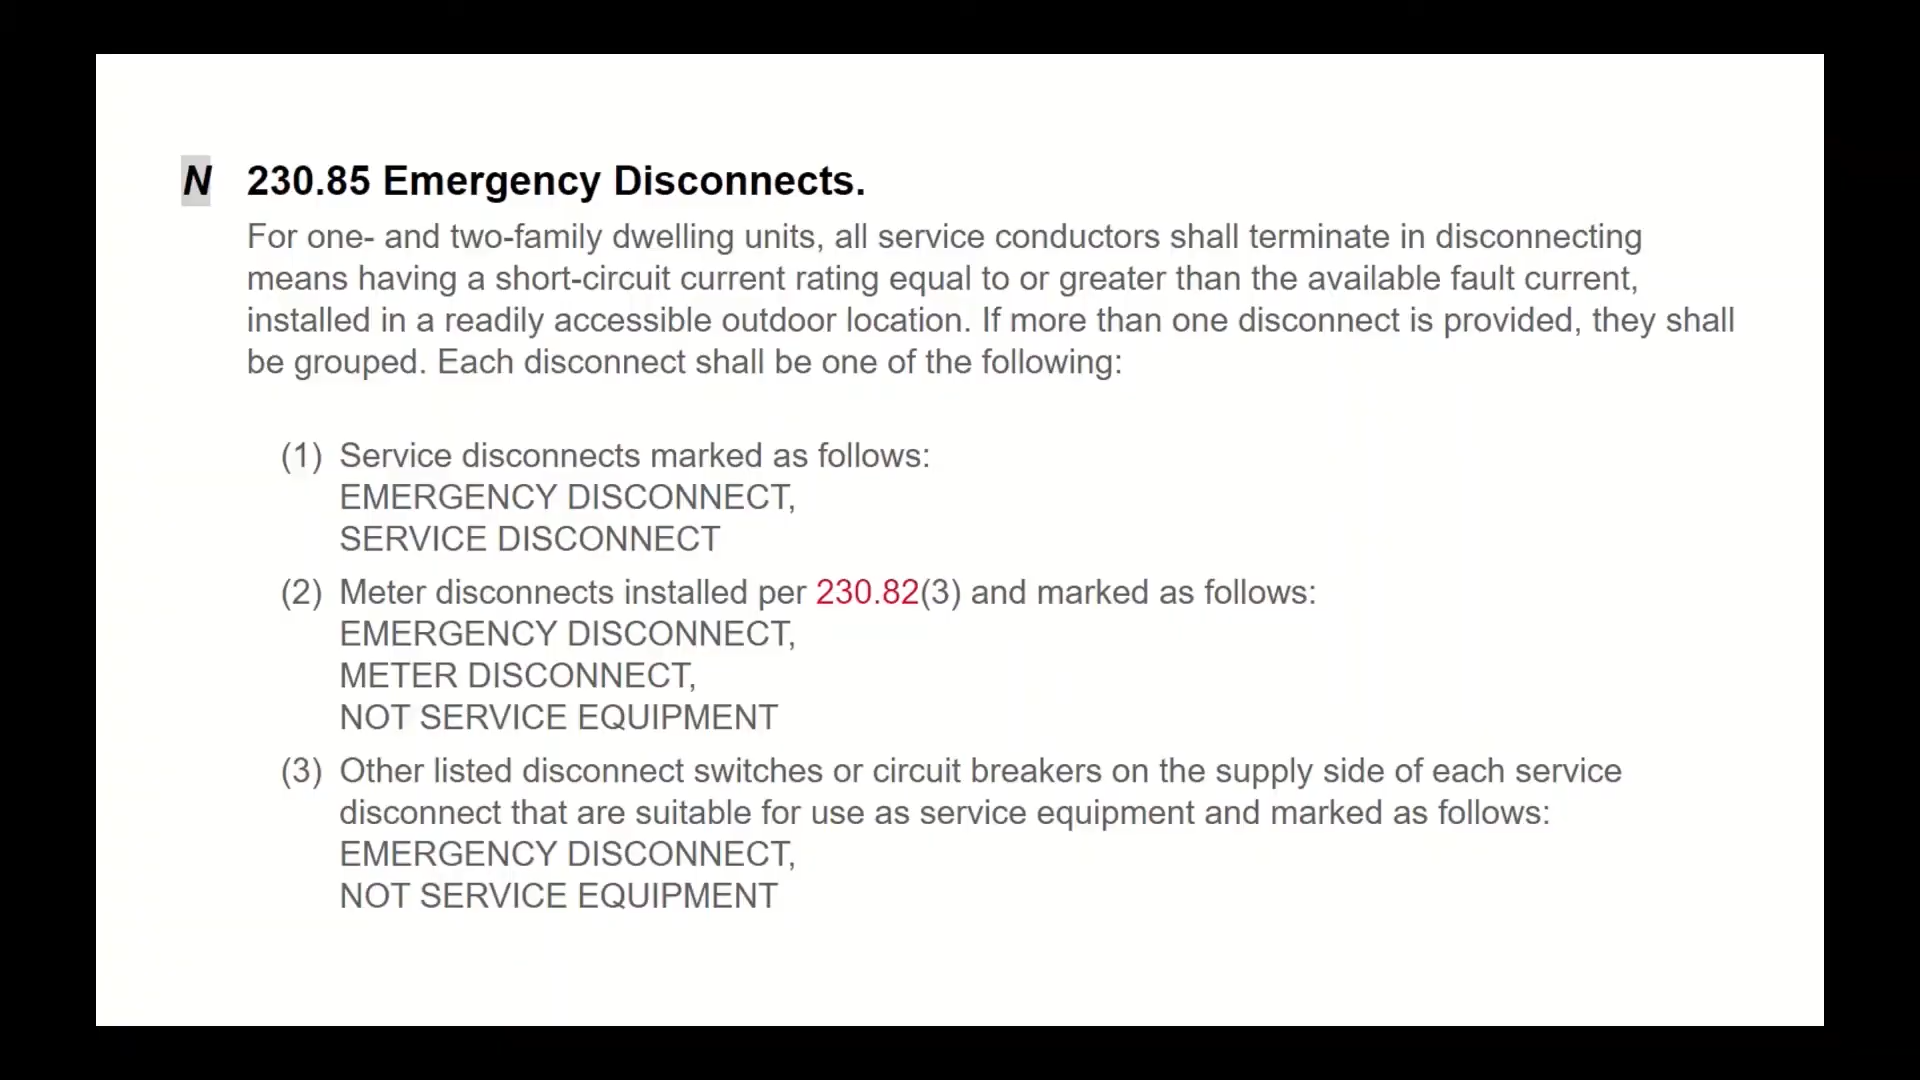 N 230.85 Emergency Disconnects.
For one- and two-family dwelling units, all service conductors shall terminate in disconnecting
means having a short-circuit current rating equal to or greater than the available fault current,
installed in a readily accessible outdoor location. If more than one disconnect is provided, they shall
be grouped. Each disconnect shall be one of the following:
(1) Service disconnects marked as follows:
EMERGENCY DISCONNECT,
SERVICE DISCONNECT
(2) Meter disconnects installed per 230.82(3) and marked as follows:
EMERGENCY DISCONNECT,
METER DISCONNECT,
NOT SERVICE EQUIPMENT
(3) Other listed disconnect switches or circuit breakers on the supply side of each service
disconnect that are suitable for use as service equipment and marked as follows:
EMERGENCY DISCONNECT,
NOT SERVICE EQUIPMENT